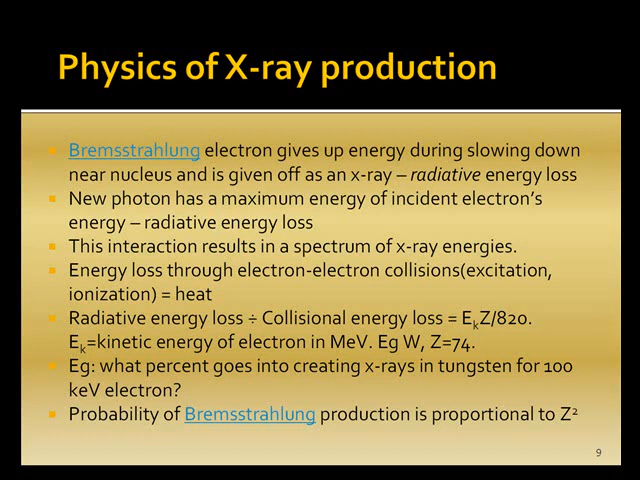 Physics of X-ray production
Bremsstrahlung electron gives up energy during slowing down
near nucleus and is given off as an x-ray – radiative energy loss
New photon has a maximum energy of incident electron's
energy – radiative energy loss
This interaction results in a spectrum of x-ray energies.
Energy loss through electron-electron collisions(excitation,
ionization) = heat
Radiative energy loss ÷ Collisional energy loss = EₖZ/820.
Eₖ=kinetic energy of electron in MeV. Eg W, Z=74.
Eg: what percent goes into creating x-rays in tungsten for 100
keV electron?
Probability of Bremsstrahlung production is proportional to Z²
9